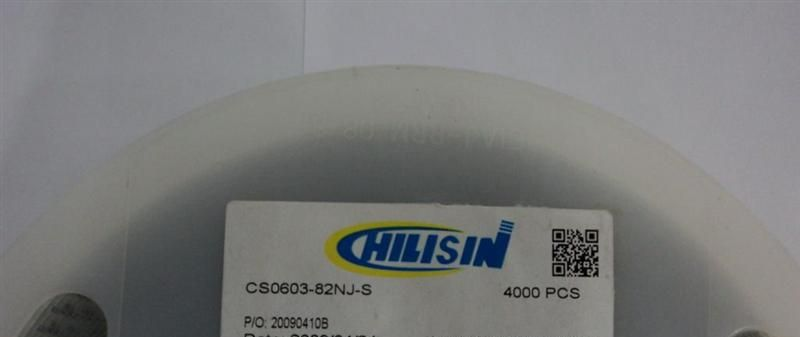 CHILISIN
CS0603-82NJ-S 4000 PCS
P/O: 20090410B